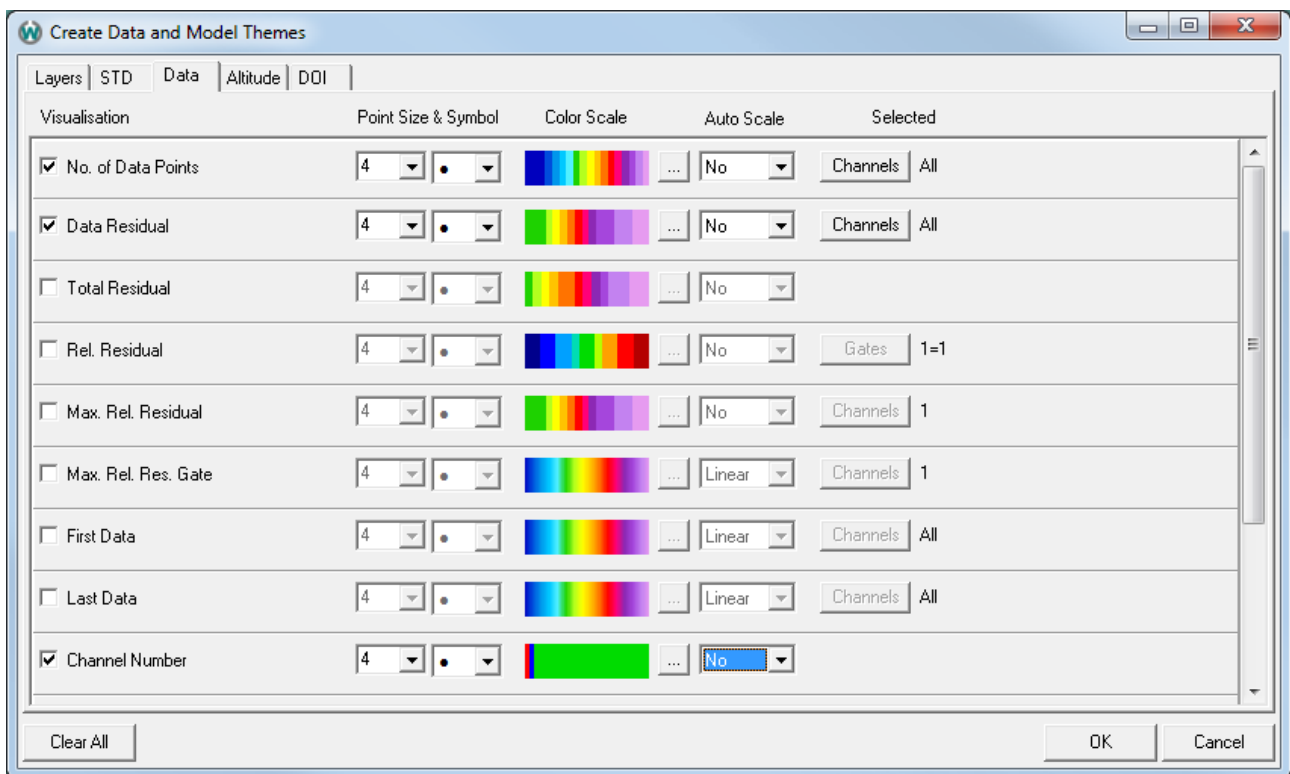 Create Data and Model Themes
Layers STD Data Altitude DOI
Visualisation Point Size & Symbol Color Scale Auto Scale Selected
No. of Data Points 4 ... No Channels All
Data Residual 4 ... No Channels All
Total Residual 4 ... No
Rel. Residual 4 ... No Gates 1=1
Max. Rel. Residual 4 ... No Channels 1
Max. Rel. Res. Gate 4 ... Linear Channels 1
First Data 4 ... Linear Channels All
Last Data 4 ... Linear Channels All
Channel Number 4 ... No
Clear All OK Cancel